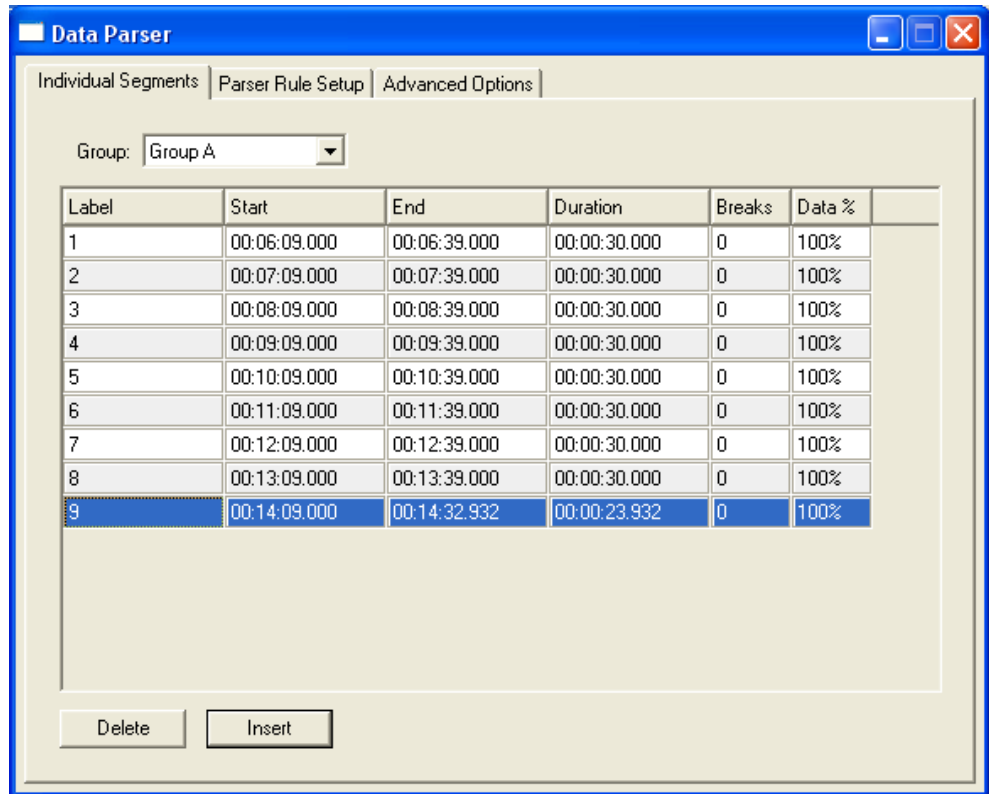 Data Parser
Individual Segments Parser Rule Setup Advanced Options
Group: Group A
Label Start End Duration Breaks Data %
1 00:06:09.000 00:06:39.000 00:00:30.000 0 100%
2 00:07:09.000 00:07:39.000 00:00:30.000 0 100%
3 00:08:09.000 00:08:39.000 00:00:30.000 0 100%
4 00:09:09.000 00:09:39.000 00:00:30.000 0 100%
5 00:10:09.000 00:10:39.000 00:00:30.000 0 100%
6 00:11:09.000 00:11:39.000 00:00:30.000 0 100%
7 00:12:09.000 00:12:39.000 00:00:30.000 0 100%
8 00:13:09.000 00:13:39.000 00:00:30.000 0 100%
9 00:14:09.000 00:14:32.932 00:00:23.932 0 100%
Delete Insert